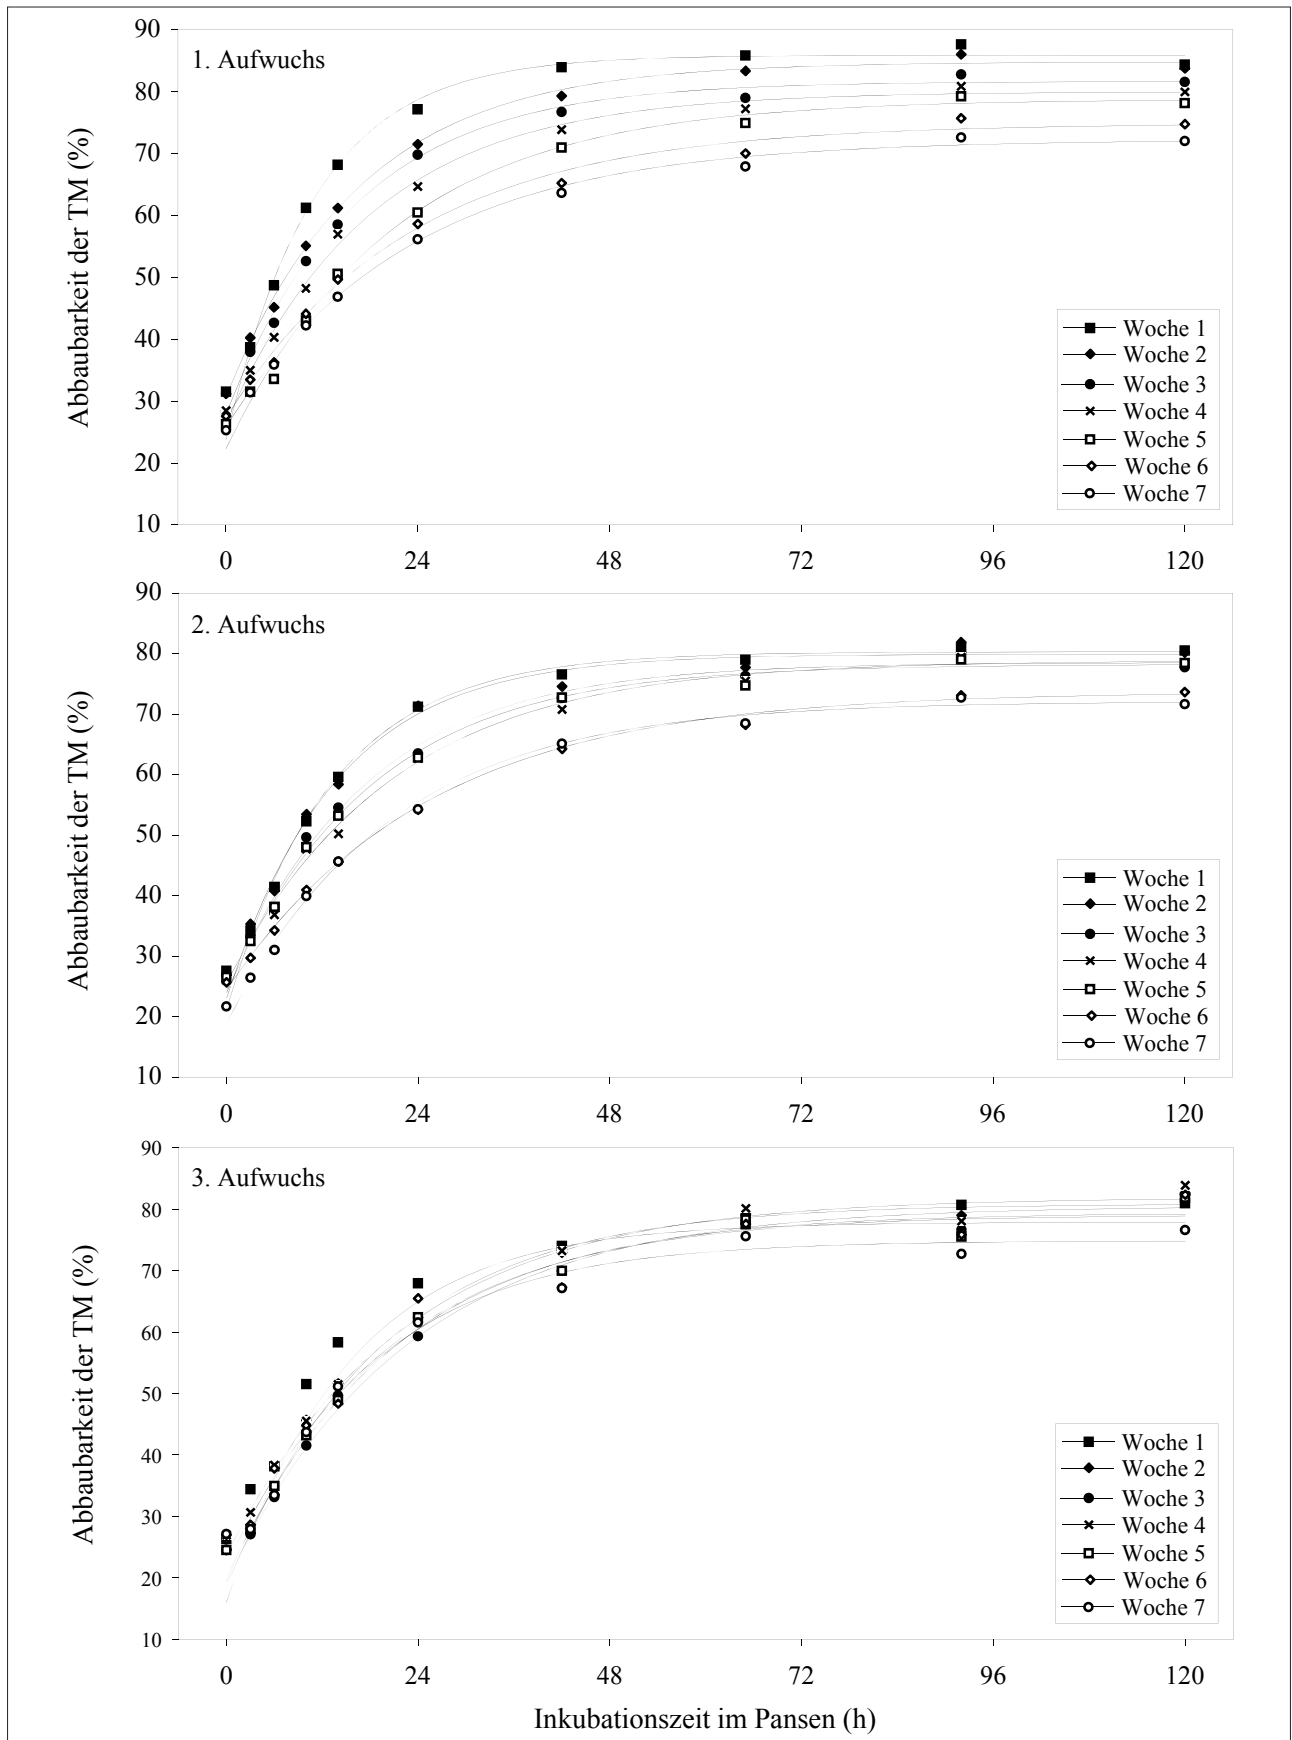 1. Aufwuchs
Abbaubarkeit der TM (%)
90
80
70
60
50
40
30
20
10
0 24 48 72 96 120
Woche 1
Woche 2
Woche 3
Woche 4
Woche 5
Woche 6
Woche 7
2. Aufwuchs
Abbaubarkeit der TM (%)
90
80
70
60
50
40
30
20
10
0 24 48 72 96 120
Woche 1
Woche 2
Woche 3
Woche 4
Woche 5
Woche 6
Woche 7
3. Aufwuchs
Abbaubarkeit der TM (%)
90
80
70
60
50
40
30
20
10
0 24 48 72 96 120
Woche 1
Woche 2
Woche 3
Woche 4
Woche 5
Woche 6
Woche 7
Inkubationszeit im Pansen (h)